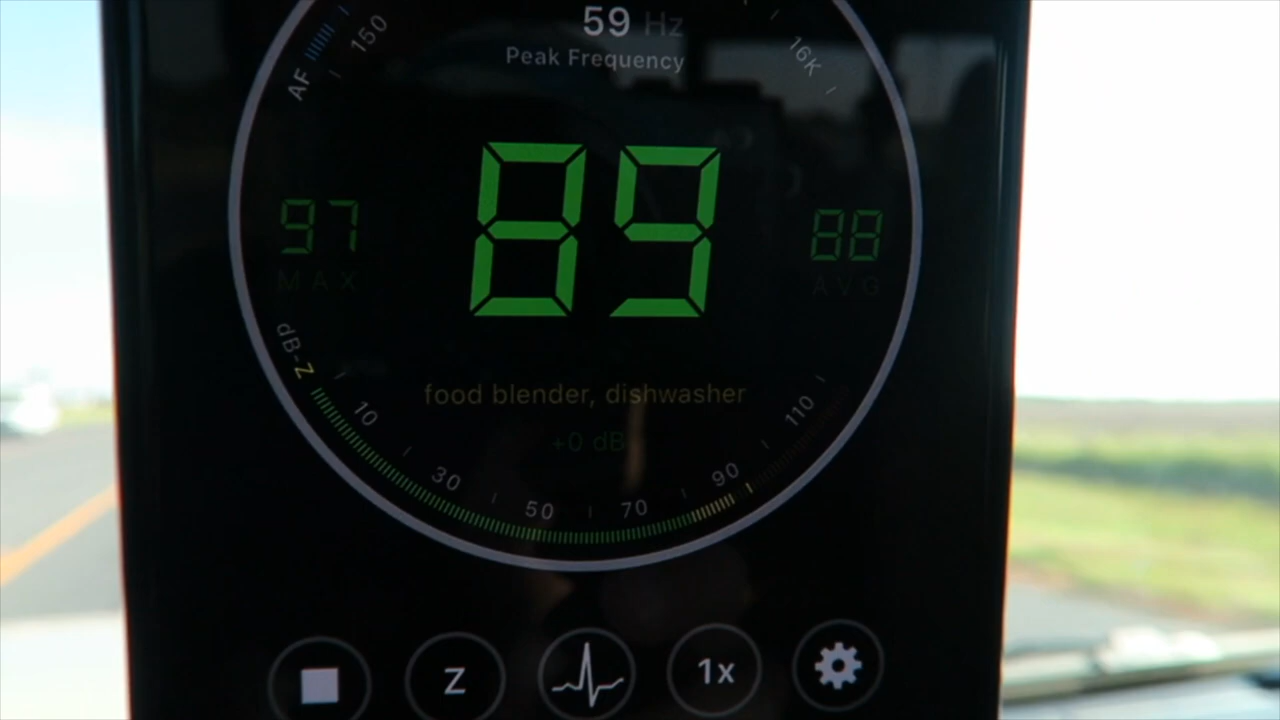 59 Hz
Peak Frequency
AF
150
16K
89
97
MAX
88
AVG
dB-Z
food blender, dishwasher
+0 dB
10
30
50
70
90
110
Z
1x